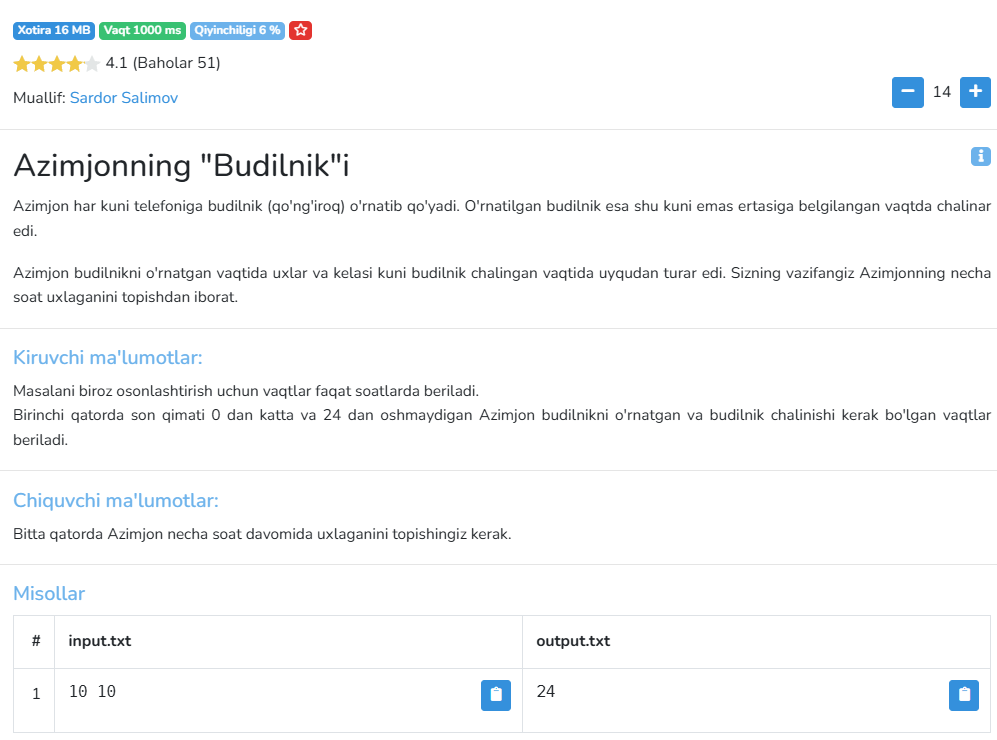 Xotira 16 MB Vaqt 1000 ms Qiyinchiligi 6 %
4.1 (Baholar 51)
Muallif: Sardor Salimov
14
Azimjonning "Budilnik"i
Azimjon har kuni telefoniga budilnik (qo'ng'iroq) o'rnatib qo'yadi. O'rnatilgan budilnik esa shu kuni emas ertasiga belgilangan vaqtda chalinar
edi.
Azimjon budilnikni o'rnatgan vaqtida uxlar va kelasi kuni budilnik chalingan vaqtida uyqudan turar edi. Sizning vazifangiz Azimjonning necha
soat uxlaganini topishdan iborat.
Kiruvchi ma'lumotlar:
Masalani biroz osonlashtirish uchun vaqtlar faqat soatlarda beriladi.
Birinchi qatorda son qimati 0 dan katta va 24 dan oshmaydigan Azimjon budilnikni o'rnatgan va budilnik chalinishi kerak bo'lgan vaqtlar
beriladi.
Chiquvchi ma'lumotlar:
Bitta qatorda Azimjon necha soat davomida uxlaganini topishingiz kerak.
Misollar
# input.txt output.txt
1 10 10 24